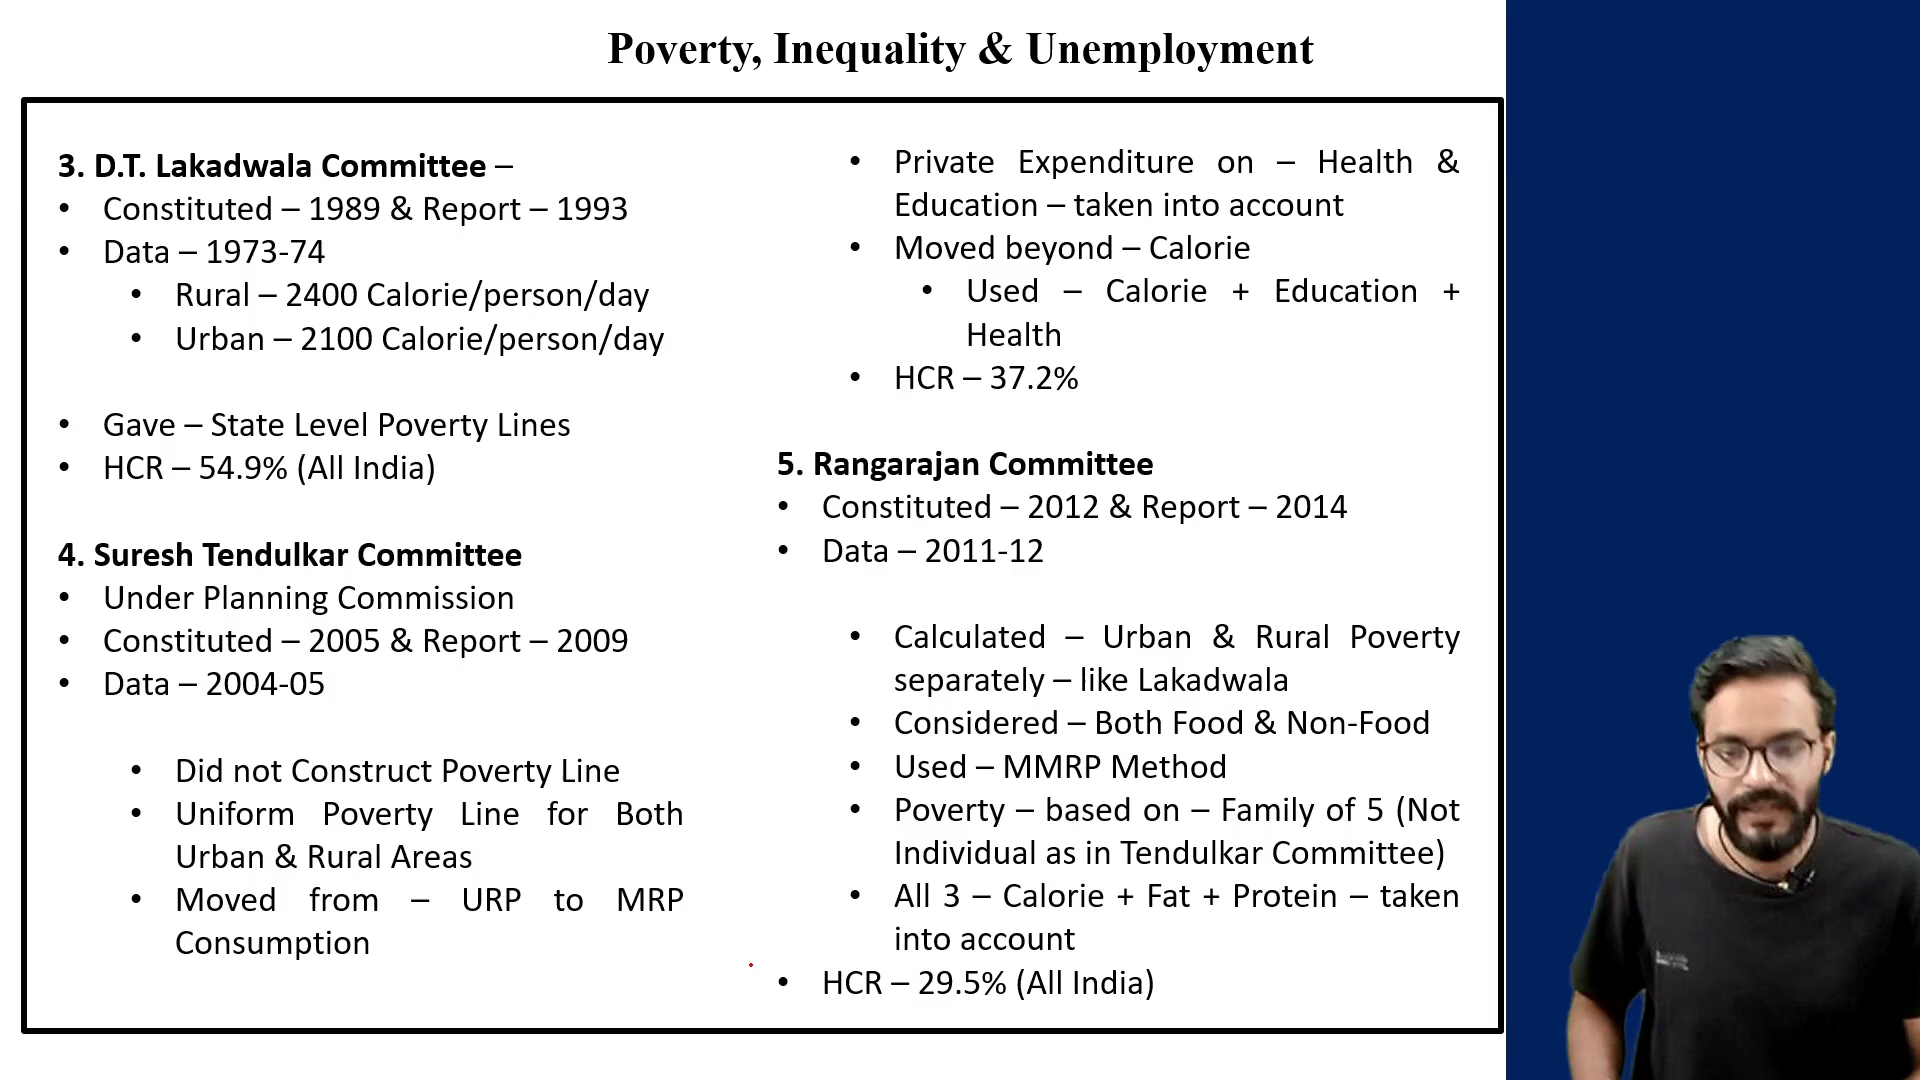 Poverty, Inequality & Unemployment
3. D.T. Lakadwala Committee –
• Constituted – 1989 & Report – 1993
• Data – 1973-74
• Rural – 2400 Calorie/person/day
• Urban – 2100 Calorie/person/day
• Gave – State Level Poverty Lines
• HCR – 54.9% (All India)
4. Suresh Tendulkar Committee
• Under Planning Commission
• Constituted – 2005 & Report – 2009
• Data – 2004-05
• Did not Construct Poverty Line
• Uniform Poverty Line for Both
Urban & Rural Areas
• Moved from – URP to MRP
Consumption
• Private Expenditure on – Health &
Education – taken into account
• Moved beyond – Calorie
• Used – Calorie + Education +
Health
• HCR – 37.2%
5. Rangarajan Committee
• Constituted – 2012 & Report – 2014
• Data – 2011-12
• Calculated – Urban & Rural Poverty
separately – like Lakadwala
• Considered – Both Food & Non-Food
• Used – MMRP Method
• Poverty – based on – Family of 5 (Not
Individual as in Tendulkar Committee)
• All 3 – Calorie + Fat + Protein – taken
into account
• HCR – 29.5% (All India)